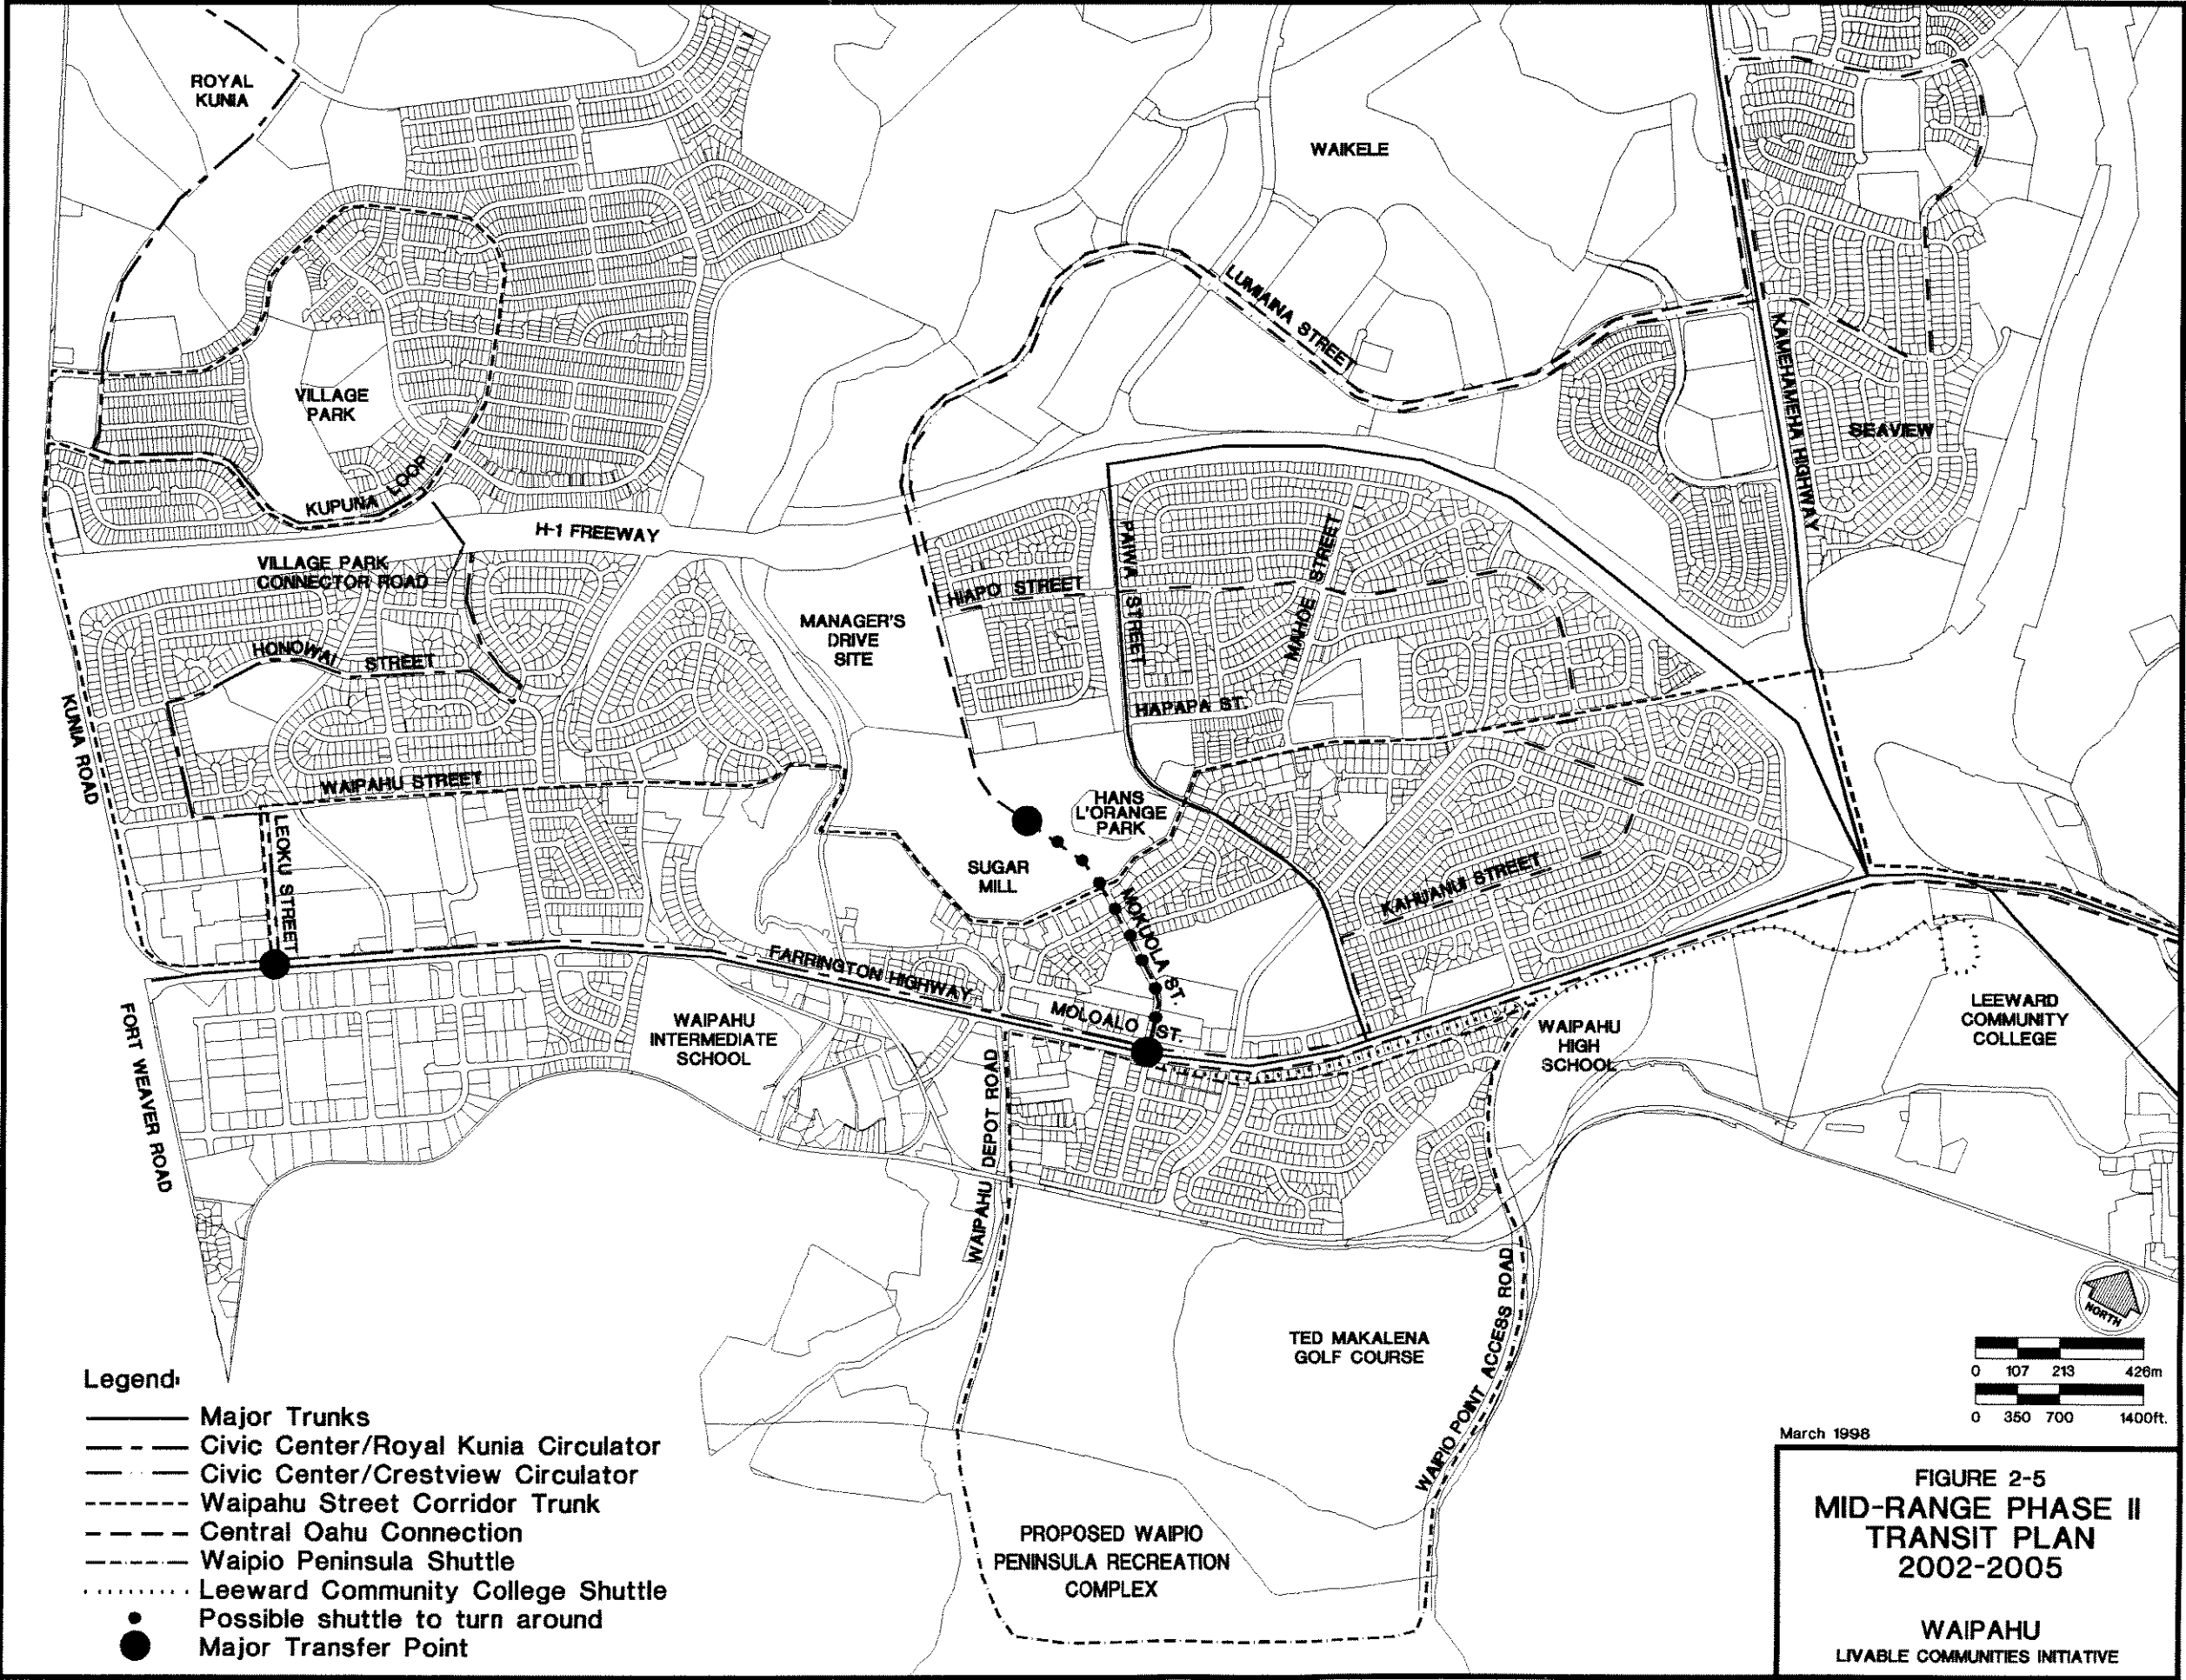 ROYAL
KUNIA
WAIKELE
LUMIAINA STREET
KAMEHAMEHA HIGHWAY
SEAVIEW
VILLAGE
PARK
KUPUNA LOOP
H-1 FREEWAY
VILLAGE PARK
CONNECTOR ROAD
HONOWAI STREET
KUNIA ROAD
WAIPAHU STREET
LEOKU STREET
MANAGER'S
DRIVE
SITE
HIAPO STREET
PAIWA STREET
MAHOE STREET
HAPAPA ST.
HANS
L'ORANGE
PARK
SUGAR
MILL
MOKUOLA ST.
KAHUANUI STREET
FARRINGTON HIGHWAY
MOLOALO ST.
FORT WEAVER ROAD
WAIPAHU
INTERMEDIATE
SCHOOL
WAIPAHU DEPOT ROAD
WAIPAHU
HIGH
SCHOOL
LEEWARD
COMMUNITY
COLLEGE
TED MAKALENA
GOLF COURSE
WAIPIO POINT ACCESS ROAD
PROPOSED WAIPIO
PENINSULA RECREATION
COMPLEX
NORTH
0 107 213 426m
0 350 700 1400ft.
Legend:
Major Trunks
Civic Center/Royal Kunia Circulator
Civic Center/Crestview Circulator
Waipahu Street Corridor Trunk
Central Oahu Connection
Waipio Peninsula Shuttle
Leeward Community College Shuttle
Possible shuttle to turn around
Major Transfer Point
March 1998
FIGURE 2-5
MID-RANGE PHASE II
TRANSIT PLAN
2002-2005
WAIPAHU
LIVABLE COMMUNITIES INITIATIVE